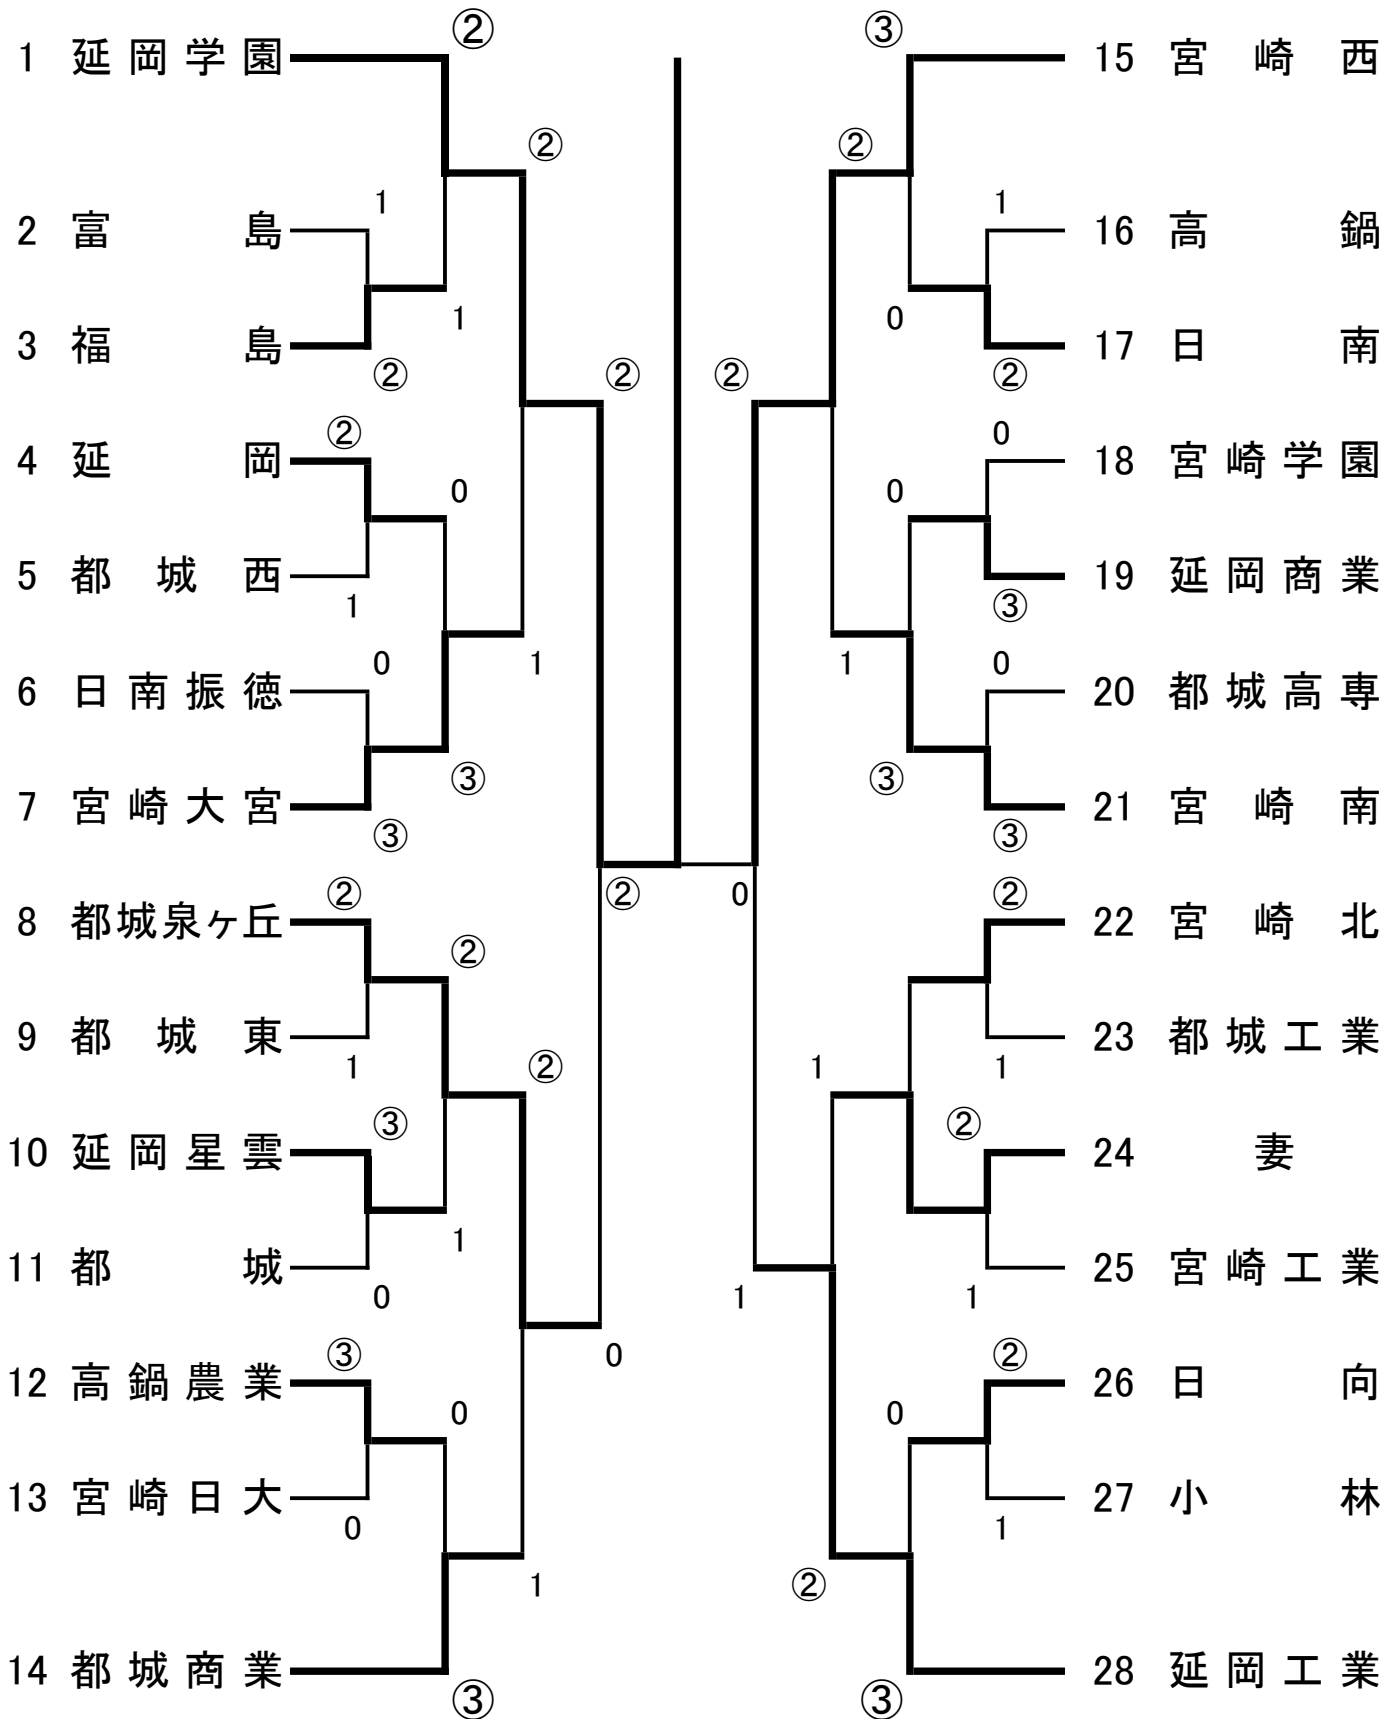 ②
③
1 延岡学園
15 宮崎西
②
②
1
1
2 富島
16 高鍋
1
0
3 福島
17 日南
②
②
②
②
②
0
4 延岡
18 宮崎学園
0
0
5 都城西
19 延岡商業
1
③
0
1
1
0
6 日南振徳
20 都城高専
③
③
7 宮崎大宮
21 宮崎南
③
③
②
②
0
②
8 都城泉ヶ丘
22 宮崎北
②
9 都城東
23 都城工業
1
②
1
1
③
②
10 延岡星雲
24 妻
1
11 都城
25 宮崎工業
0
1
1
③
0
②
12 高鍋農業
26 日向
0
0
13 宮崎日大
27 小林
0
1
1
②
14 都城商業
28 延岡工業
③
③